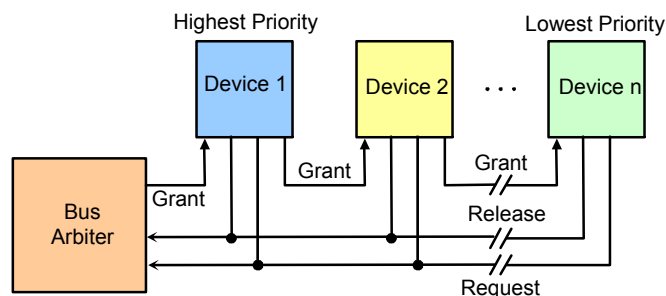 Highest Priority
Lowest Priority
Device 1
Device 2
. . .
Device n
Grant
Grant
Grant
Bus
Arbiter
Release
Request